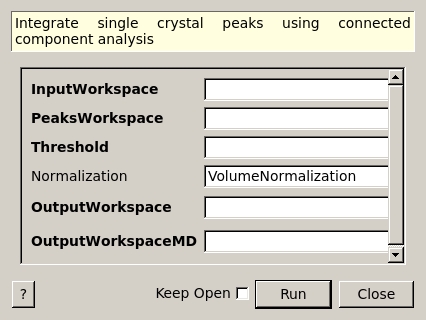 Integrate single crystal peaks using connected
component analysis
InputWorkspace
PeaksWorkspace
Threshold
Normalization VolumeNormalization
OutputWorkspace
OutputWorkspaceMD
? Keep Open Run Close